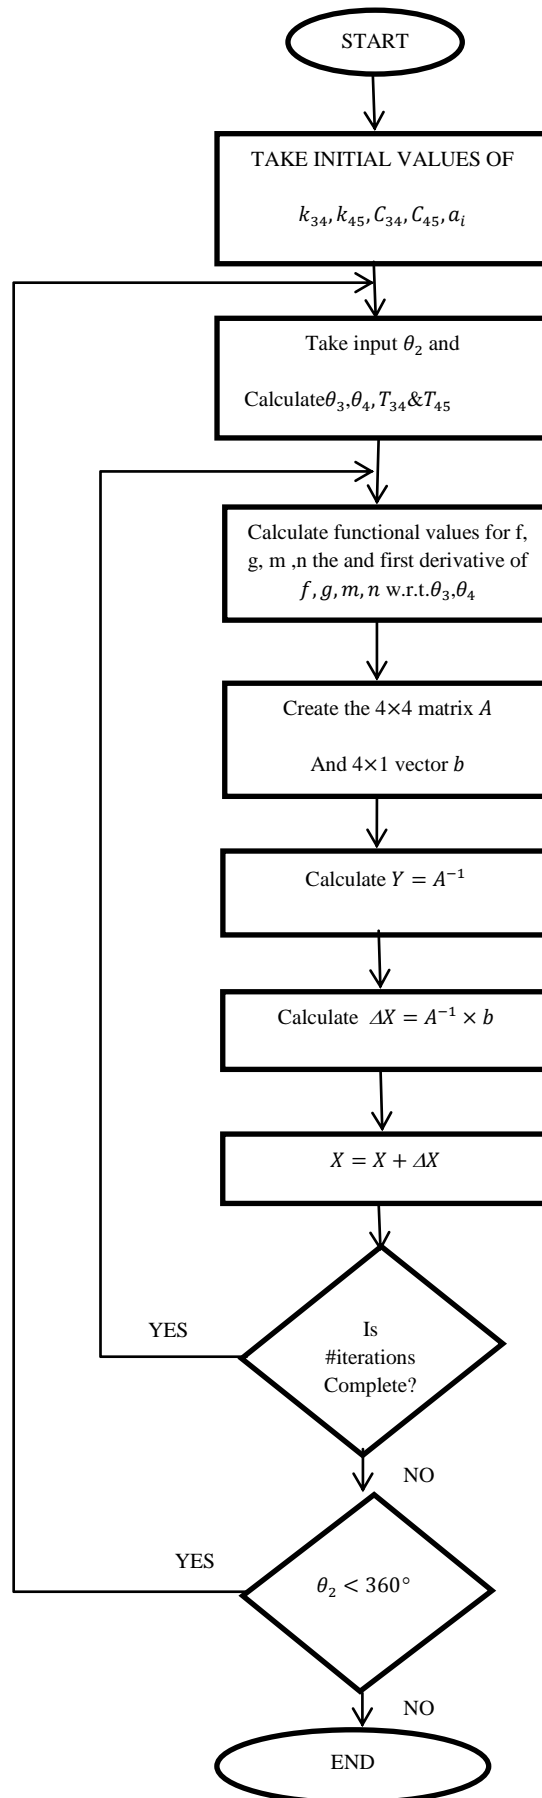 START
TAKE INITIAL VALUES OF
k₃₄, k₄₅, C₃₄, C₄₅, aᵢ
Take input θ₂ and
Calculateθ₃,θ₄, T₃₄&T₄₅
Calculate functional values for f,
g, m ,n the and first derivative of
f, g, m, n w.r.t.θ₃,θ₄
Create the 4×4 matrix A
And 4×1 vector b
Calculate Y = A⁻¹
Calculate ΔX = A⁻¹ × b
X = X + ΔX
YES
Is
#iterations
Complete?
NO
YES
θ₂ < 360°
NO
END